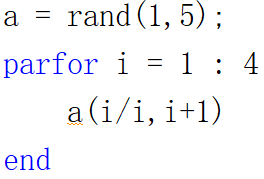 a = rand(1,5);
parfor i = 1 : 4
    a(i/i,i+1)
end